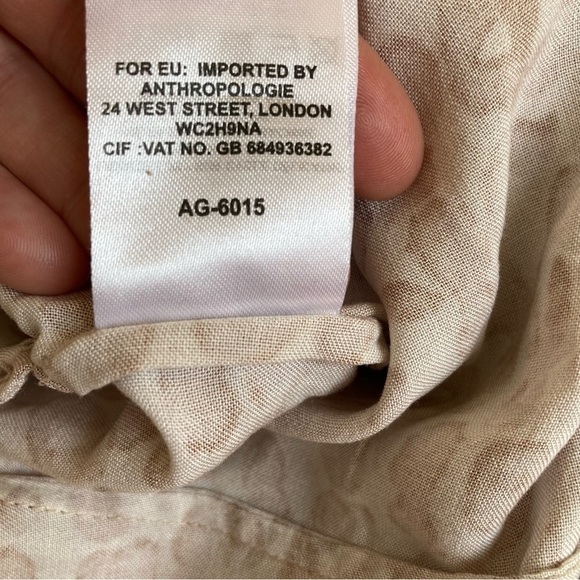 FOR EU: IMPORTED BY
ANTHROPOLOGIE
24 WEST STREET, LONDON
WC2H9NA
CIF :VAT NO. GB 684936382
AG-6015